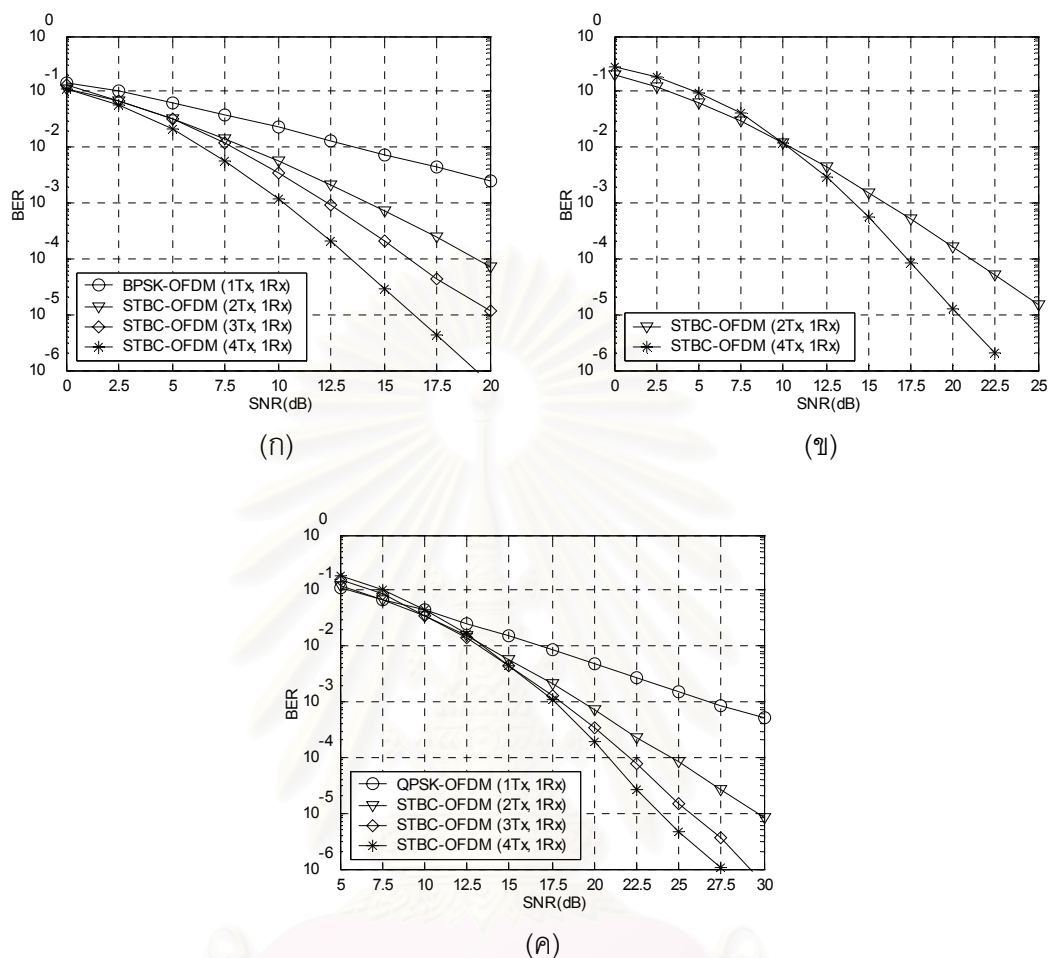 10^0
10^-1
10^-2
10^-3
10^-4
10^-5
10^-6
BER
BPSK-OFDM (1Tx, 1Rx)
STBC-OFDM (2Tx, 1Rx)
STBC-OFDM (3Tx, 1Rx)
STBC-OFDM (4Tx, 1Rx)
0 2.5 5 7.5 10 12.5 15 17.5 20
SNR(dB)
(ก)
10^0
10^-1
10^-2
10^-3
10^-4
10^-5
10^-6
BER
STBC-OFDM (2Tx, 1Rx)
STBC-OFDM (4Tx, 1Rx)
0 2.5 5 7.5 10 12.5 15 17.5 20 22.5 25
SNR(dB)
(ข)
10^0
10^-1
10^-2
10^-3
10^-4
10^-5
10^-6
BER
QPSK-OFDM (1Tx, 1Rx)
STBC-OFDM (2Tx, 1Rx)
STBC-OFDM (3Tx, 1Rx)
STBC-OFDM (4Tx, 1Rx)
5 7.5 10 12.5 15 17.5 20 22.5 25 27.5 30
SNR(dB)
(ค)